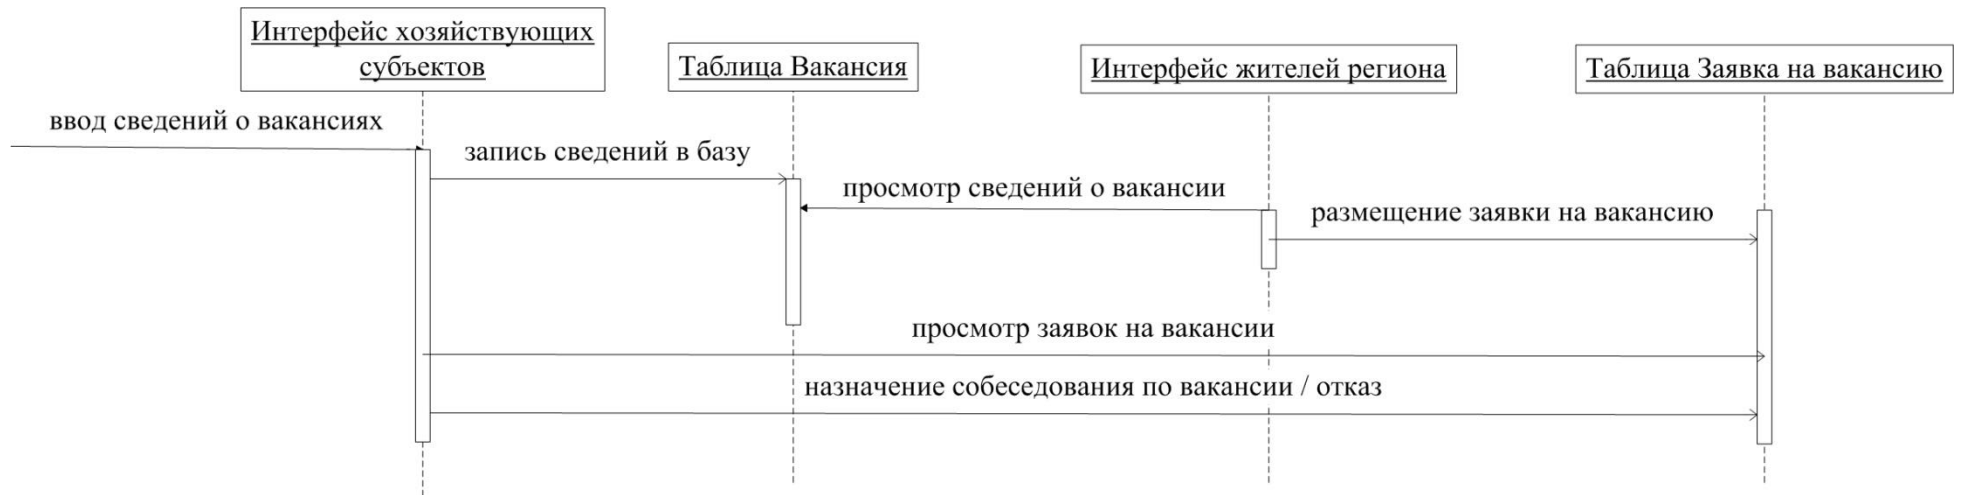 Интерфейс хозяйствующих
субъектов
Таблица Вакансия
Интерфейс жителей региона
Таблица Заявка на вакансию
ввод сведений о вакансиях
запись сведений в базу
просмотр сведений о вакансии
размещение заявки на вакансию
просмотр заявок на вакансии
назначение собеседования по вакансии / отказ